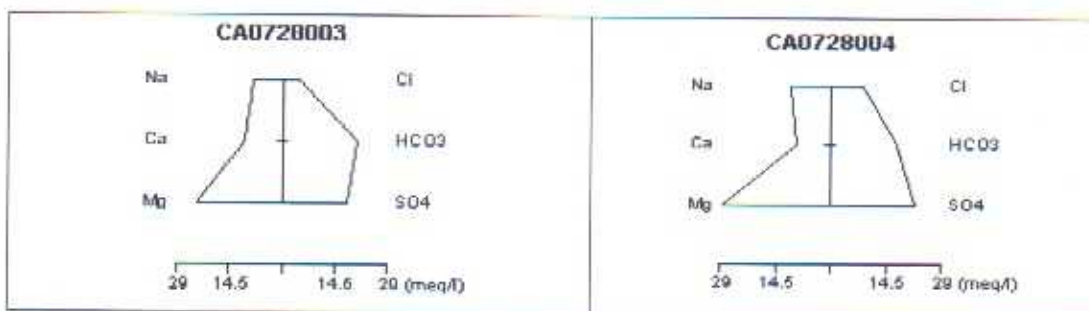 CA0728003
Na Cl
Ca HCO3
Mg SO4
29 14.5 14.5 29 (meq/l)
CA0728004
Na Cl
Ca HCO3
Mg SO4
29 14.5 14.5 29 (meq/l)